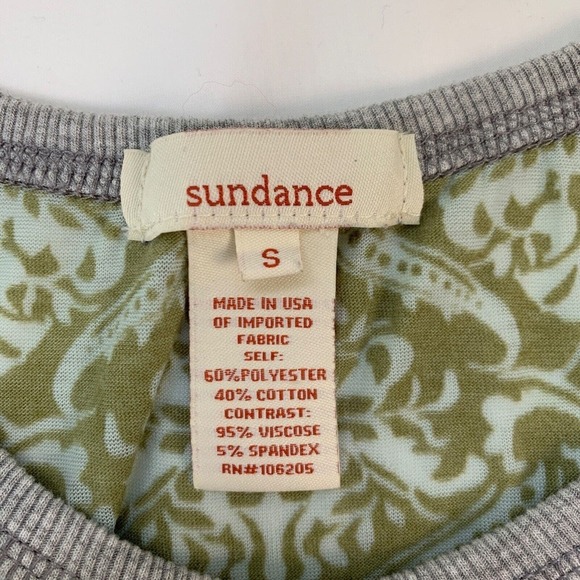 sundance
S
MADE IN USA
OF IMPORTED
FABRIC
SELF:
60%POLYESTER
40% COTTON
CONTRAST:
95% VISCOSE
5% SPANDEX
RN#106205